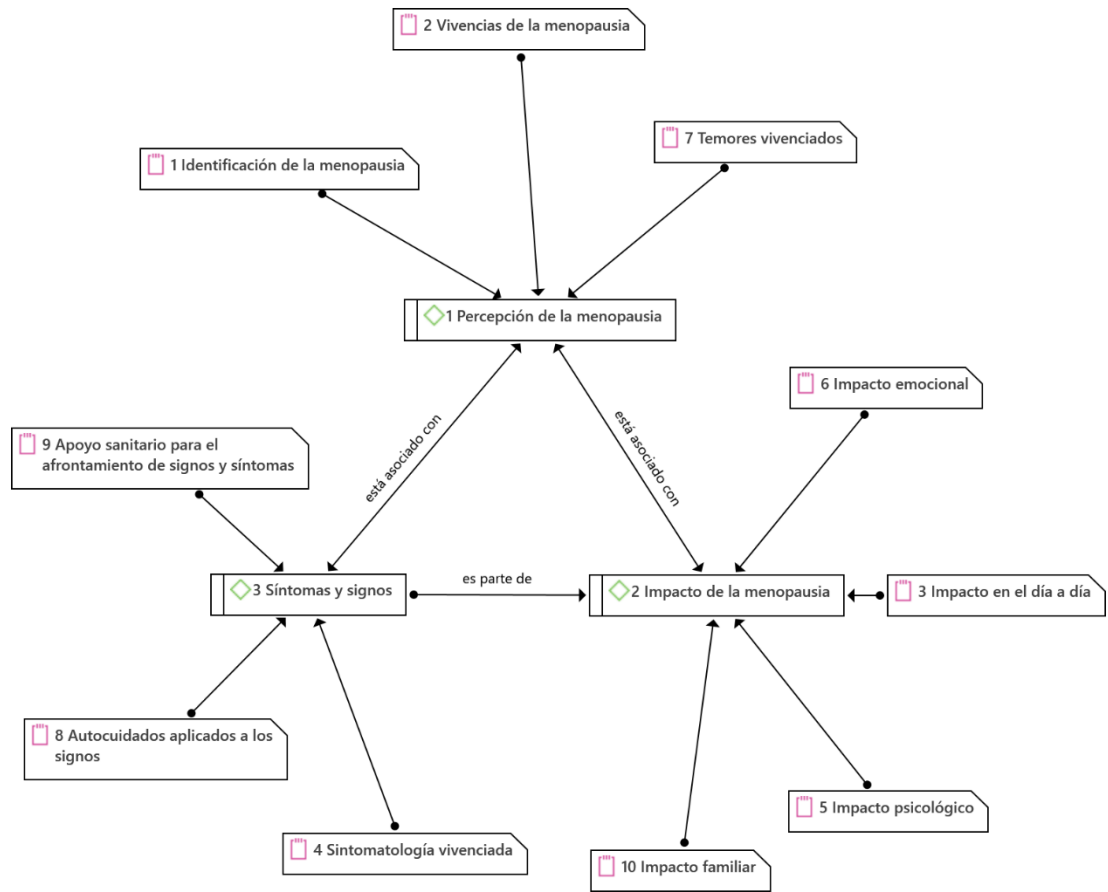 2 Vivencias de la menopausia
7 Temores vivenciados
1 Identificación de la menopausia
1 Percepción de la menopausia
6 Impacto emocional
está asociado con
está asociado con
9 Apoyo sanitario para el
afrontamiento de signos y síntomas
3 Síntomas y signos
es parte de
2 Impacto de la menopausia
3 Impacto en el día a día
8 Autocuidados aplicados a los
signos
5 Impacto psicológico
4 Sintomatología vivenciada
10 Impacto familiar